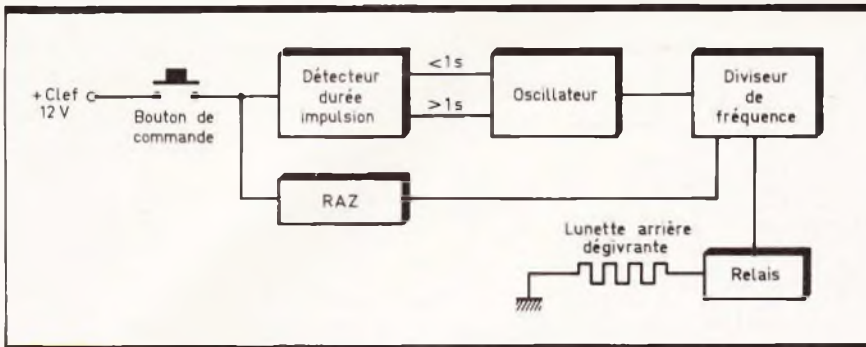 + Clef
12 V
Bouton de
commande
Détecteur
durée
impulsion
<1s
>1s
Oscillateur
Diviseur
de
fréquence
RAZ
Lunette arrière
dégivrante
Relais